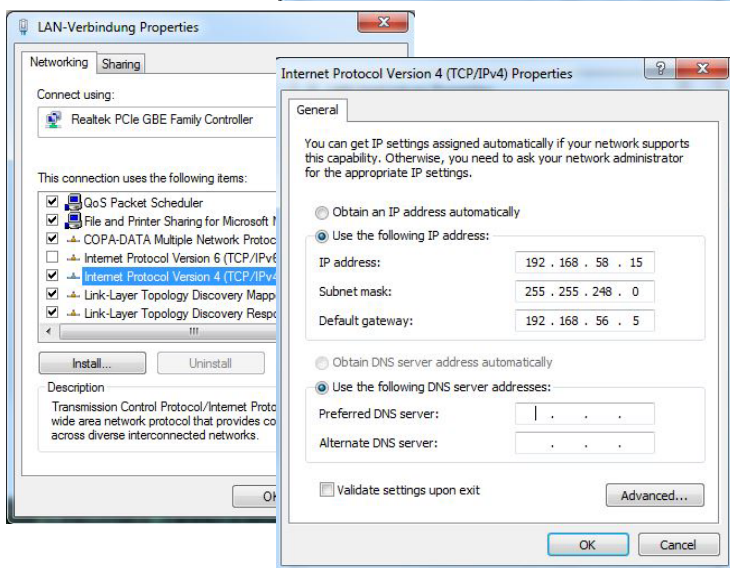 LAN-Verbindung Properties
Networking Sharing
Connect using:
Realtek PCIe GBE Family Controller
This connection uses the following items:
QoS Packet Scheduler
File and Printer Sharing for Microsoft
COPA-DATA Multiple Network Protoc
Internet Protocol Version 6 (TCP/IPv6
Internet Protocol Version 4 (TCP/IPv4
Link-Layer Topology Discovery Mapp
Link-Layer Topology Discovery Respo
Install... Uninstall
Description
Transmission Control Protocol/Internet Proto
wide area network protocol that provides co
across diverse interconnected networks.
OK
Internet Protocol Version 4 (TCP/IPv4) Properties
General
You can get IP settings assigned automatically if your network supports
this capability. Otherwise, you need to ask your network administrator
for the appropriate IP settings.
Obtain an IP address automatically
Use the following IP address:
IP address: 192 . 168 . 58 . 15
Subnet mask: 255 . 255 . 248 . 0
Default gateway: 192 . 168 . 56 . 5
Obtain DNS server address automatically
Use the following DNS server addresses:
Preferred DNS server: . . .
Alternate DNS server: . . .
Validate settings upon exit
Advanced...
OK Cancel